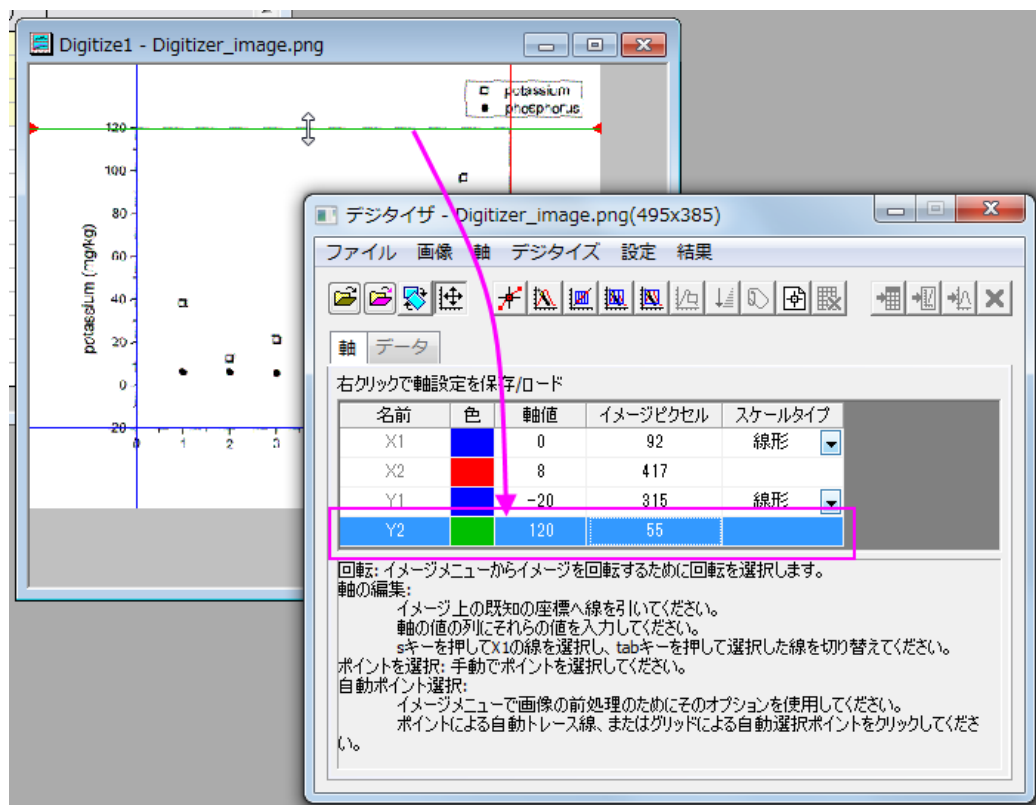 Digitize1 - Digitizer_image.png
potassium
phosphorus
120
100
80
60
40
20
0
-20
potassium (mg/kg)
0
1
2
3
デジタイザ - Digitizer_image.png(495x385)
ファイル 画像 軸 デジタイズ 設定 結果
軸 データ
右クリックで軸設定を保存/ロード
名前 色 軸値 イメージピクセル スケールタイプ
X1 0 92 線形
X2 8 417
Y1 -20 315 線形
Y2 120 55
回転: イメージメニューからイメージを回転するために回転を選択します。
軸の編集:
イメージ上の既知の座標へ線を引いてください。
軸の値の列にそれらの値を入力してください。
sキーを押してX1の線を選択し、tabキーを押して選択した線を切り替えてください。
ポイントを選択: 手動でポイントを選択してください。
自動ポイント選択:
イメージメニューで画像の前処理のためにそのオプションを使用してください。
ポイントによる自動トレース線、またはグリッドによる自動選択ポイントをクリックしてくださ
い。